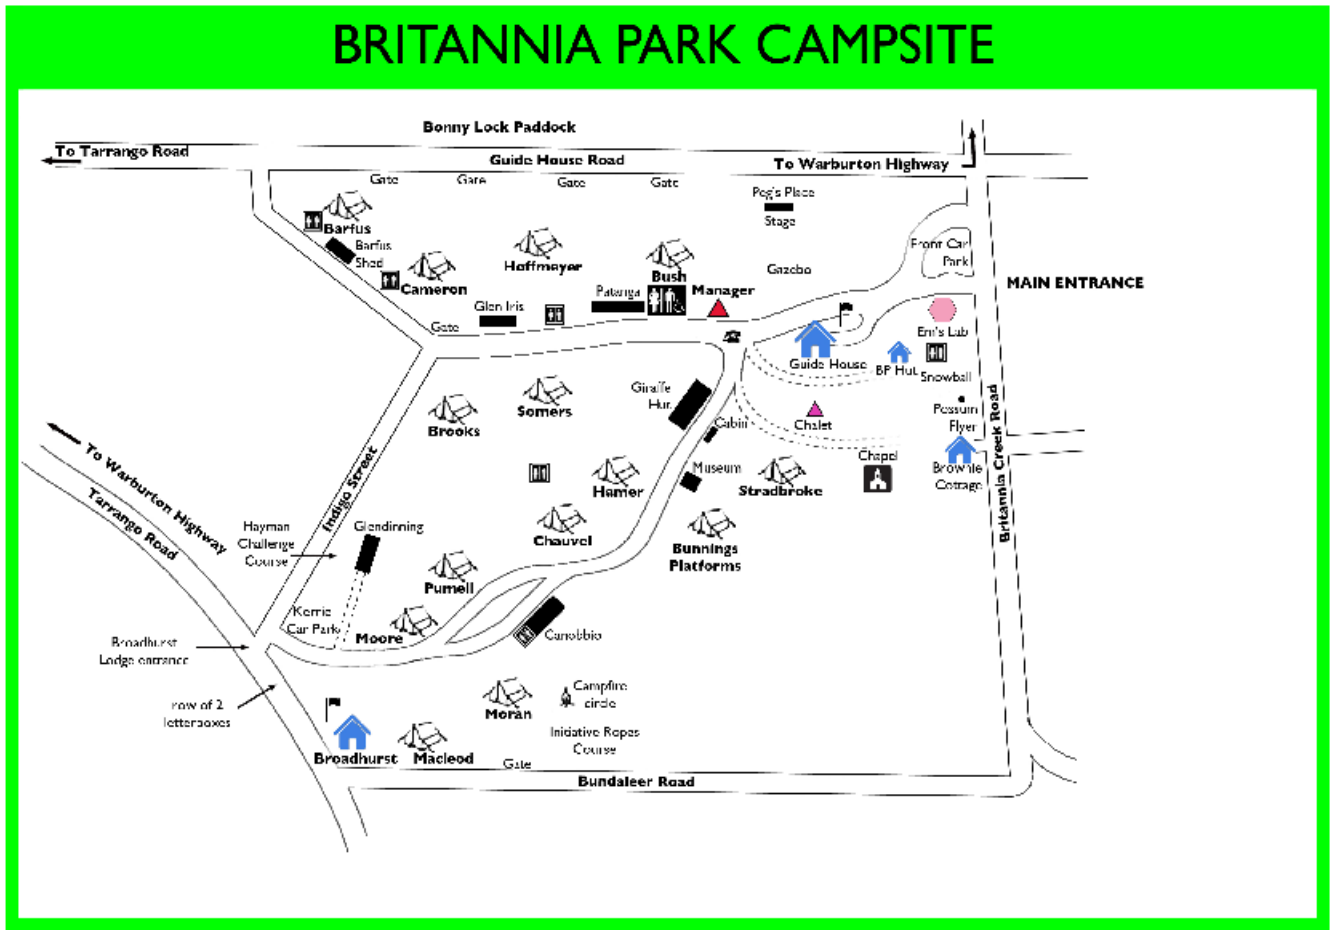 BRITANNIA PARK CAMPSITE
Bonny Lock Paddock
To Tarrango Road
Guide House Road
To Warburton Highway
Gate
Gate
Gate
Gate
Peg's Place
Stage
Barfus
Barfus
Shed
Hoffmeyer
Front Car
Park
Cameron
Bush
Gazebo
MAIN ENTRANCE
Patanga
Manager
Glen Iris
Gate
Em's Lab
Guide House
BP Hut
Snowball
Somers
Giraffe
Hut
Brooks
Cabin
Chalet
Possum
Flyer
To Warburton Highway
Tarrango Road
Indigo Street
Hamer
Museum
Stradbroke
Chapel
Brownie
Cottage
Britannia Creek Road
Hayman
Challenge
Course
Glendinning
Chauvel
Bunnings
Platforms
Purnell
Kerrie
Car Park
Moore
Canobbio
Broadhurst
Lodge entrance
row of 2
letterboxes
Moran
Campfire
circle
Initiative Ropes
Course
Broadhurst
Macleod
Gate
Bundaleer Road